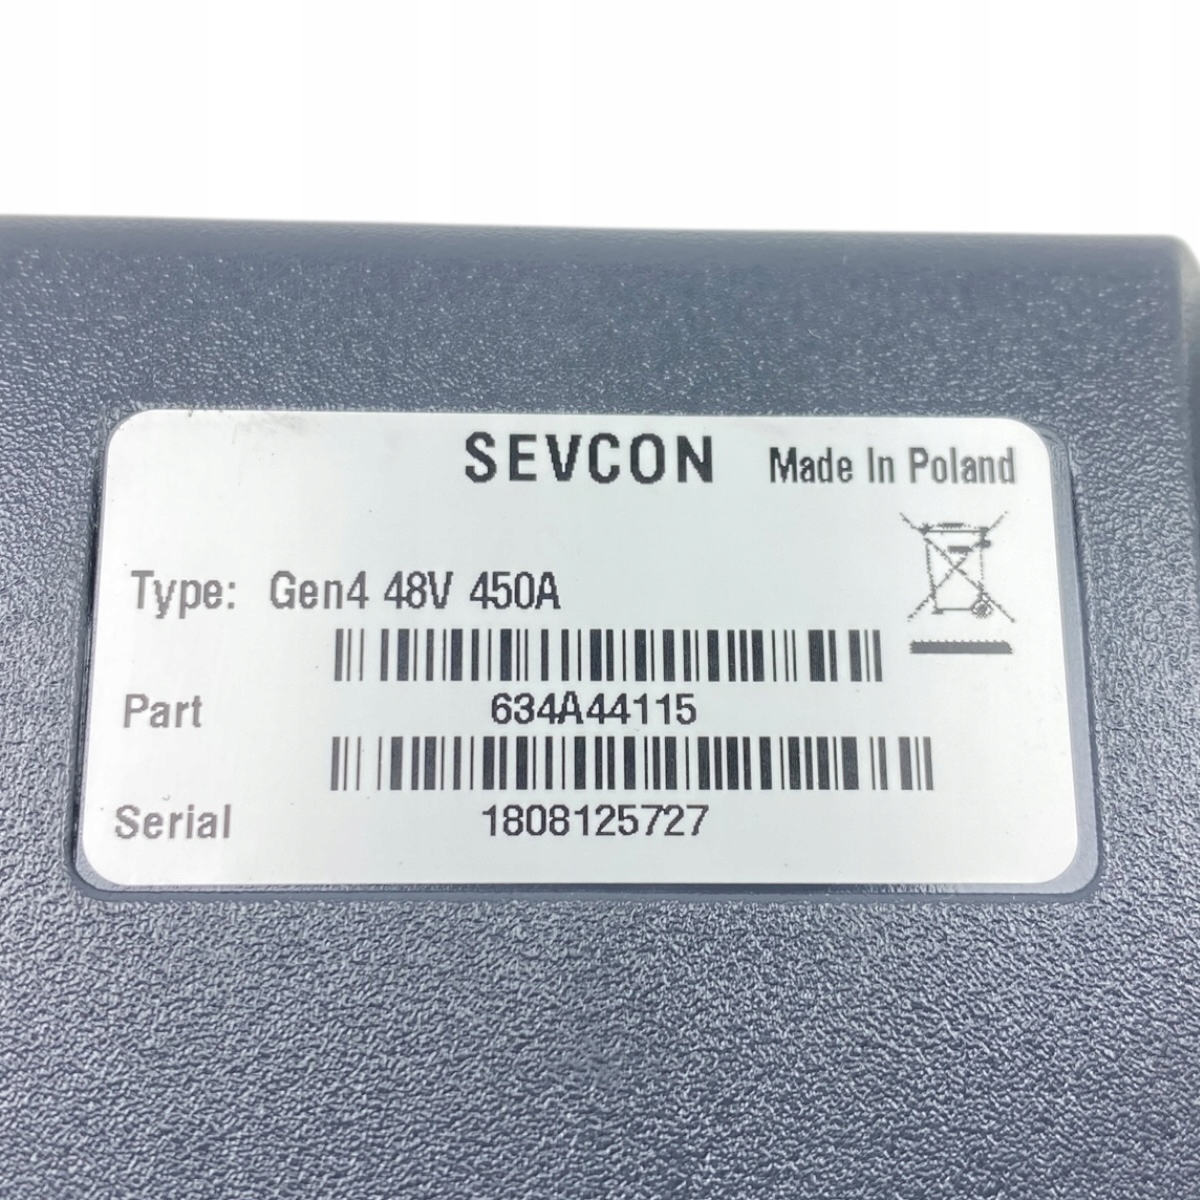 SEVCON Made In Poland
Type: Gen4 48V 450A
Part 634A44115
Serial 1808125727